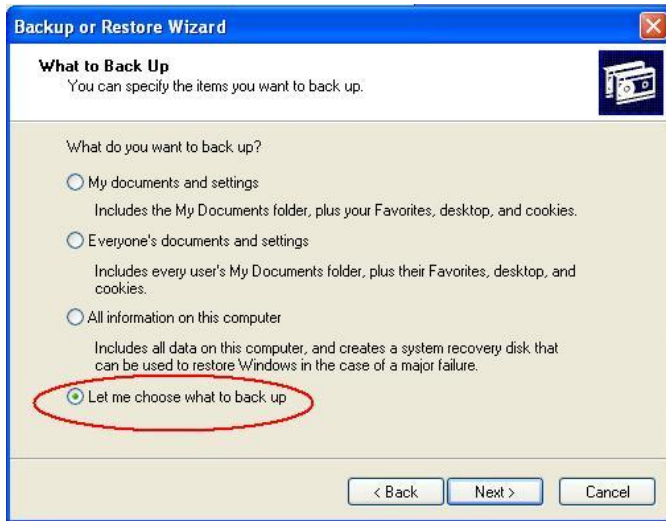 Backup or Restore Wizard
What to Back Up
You can specify the items you want to back up.
What do you want to back up?
My documents and settings
Includes the My Documents folder, plus your Favorites, desktop, and cookies.
Everyone's documents and settings
Includes every user's My Documents folder, plus their Favorites, desktop, and
cookies.
All information on this computer
Includes all data on this computer, and creates a system recovery disk that
can be used to restore Windows in the case of a major failure.
Let me choose what to back up
< Back Next > Cancel